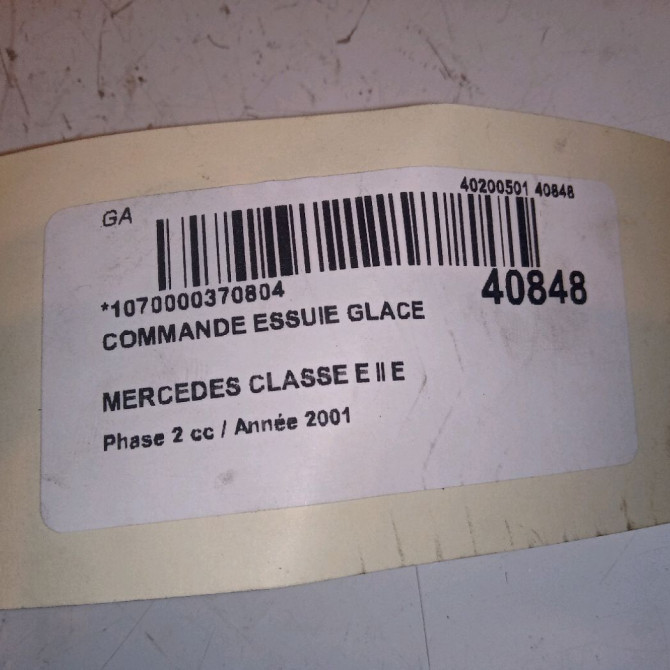 GA
40200501 40848
*1070000370804
40848
COMMANDE ESSUIE GLACE
MERCEDES CLASSE E II E
Phase 2 cc / Année 2001